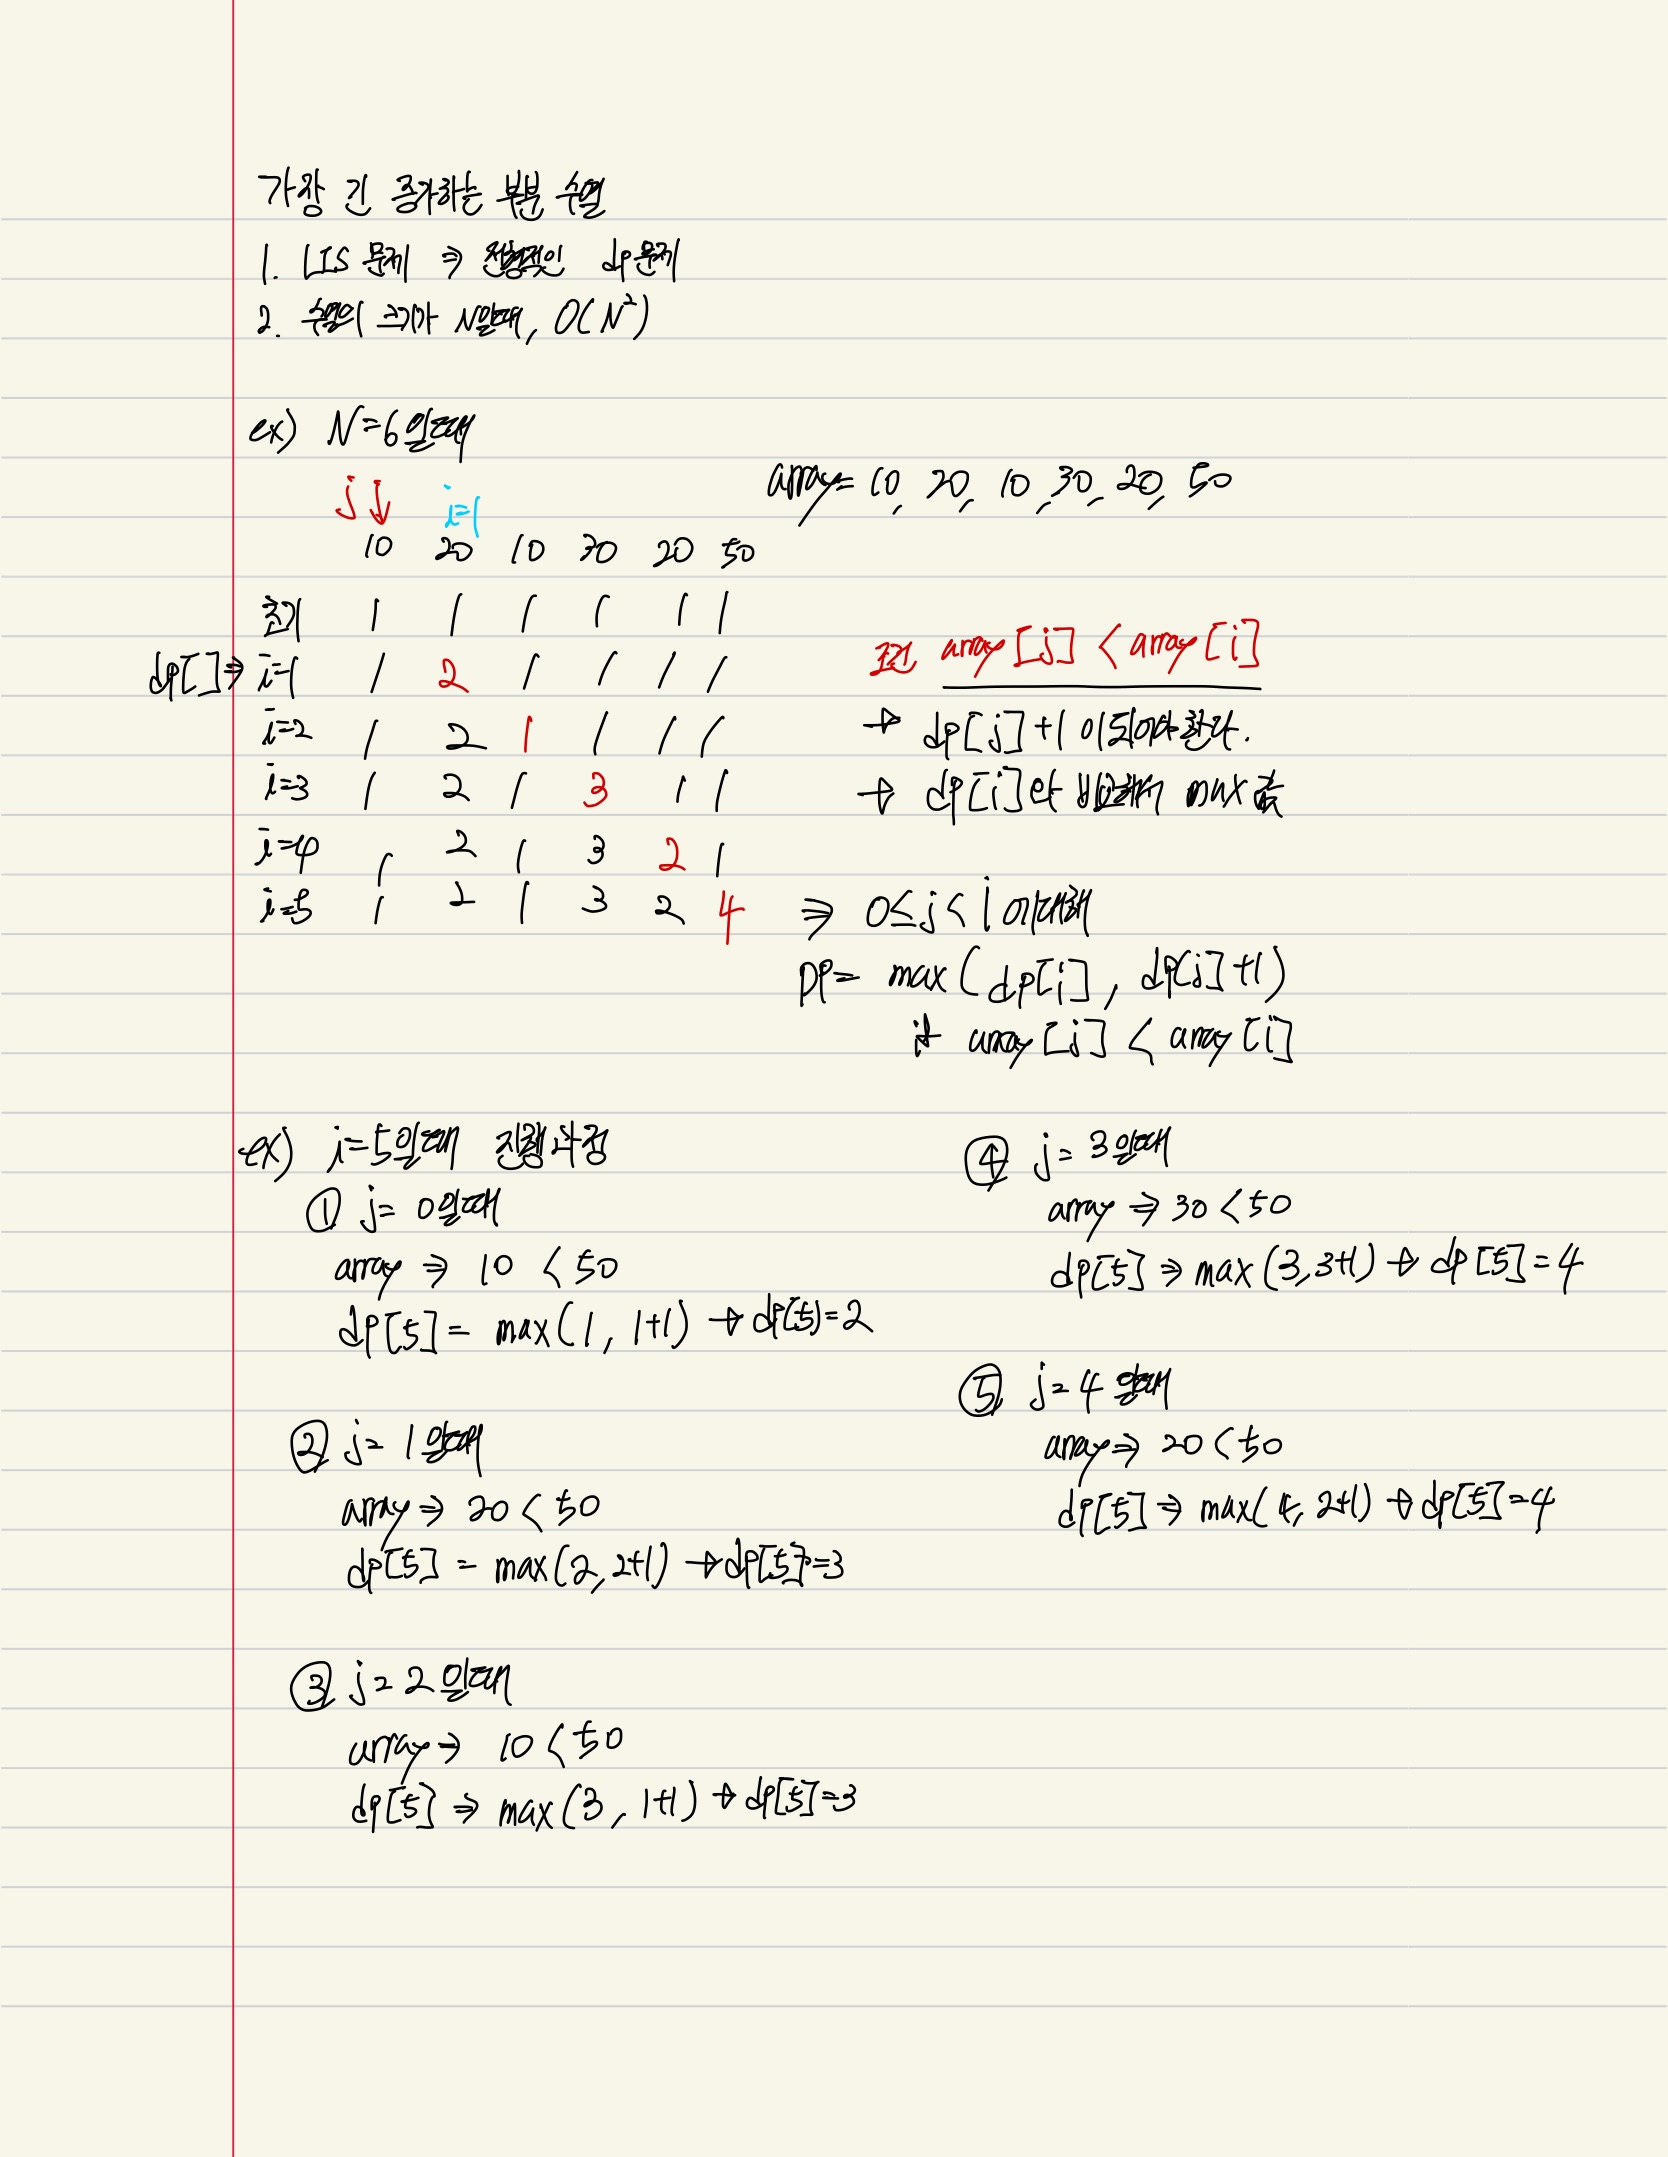 가장 긴 증가하는 부분 수열
1. LIS 문제 ⇒ 전형적인 dp문제
2. 수열의 크기가 N일때, O(N²)
ex) N=6일때
array= 10, 20, 10, 30, 20, 50
j↓ i=1
10 20 10 30 20 50
초기 1 1 1 1 1 1
dp[]⇒ i=1 1 2 1 1 1 1
i=2 1 2 1 1 1 1
i=3 1 2 1 3 1 1
i=4 1 2 1 3 2 1
i=5 1 2 1 3 2 4
조건 array[j] < array[i]
→ dp[j]+1 이 되어야한다.
→ dp[i]와 비교해서 max값
⇒ 0≤j<i 에대해
DP= max(dp[i], dp[j]+1)
if array[j] < array[i]
ex) i=5일때 진행과정
① j= 0일때
array ⇒ 10 < 50
dp[5] = max(1, 1+1) → dp[5]=2
② j= 1일때
array ⇒ 20 < 50
dp[5] = max(2, 2+1) → dp[5]=3
③ j= 2일때
array ⇒ 10 < 50
dp[5] ⇒ max(3, 1+1) → dp[5]=3
④ j= 3일때
array ⇒ 30 < 50
dp[5] ⇒ max(3, 3+1) → dp[5]=4
⑤ j=4 일때
array⇒ 20 < 50
dp[5] ⇒ max(4, 2+1) → dp[5]=4